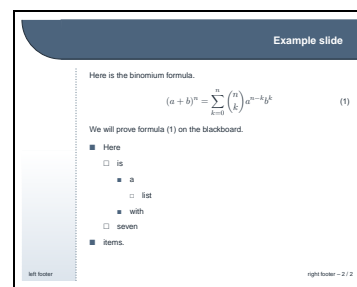 Example slide
Here is the binomium formula.
(a + b)^n = \sum_{k=0}^{n} \binom{n}{k} a^{n-k} b^k (1)
We will prove formula (1) on the blackboard.
■ Here
□ is
■ a
□ list
■ with
□ seven
■ items.
left footer right footer – 2 / 2